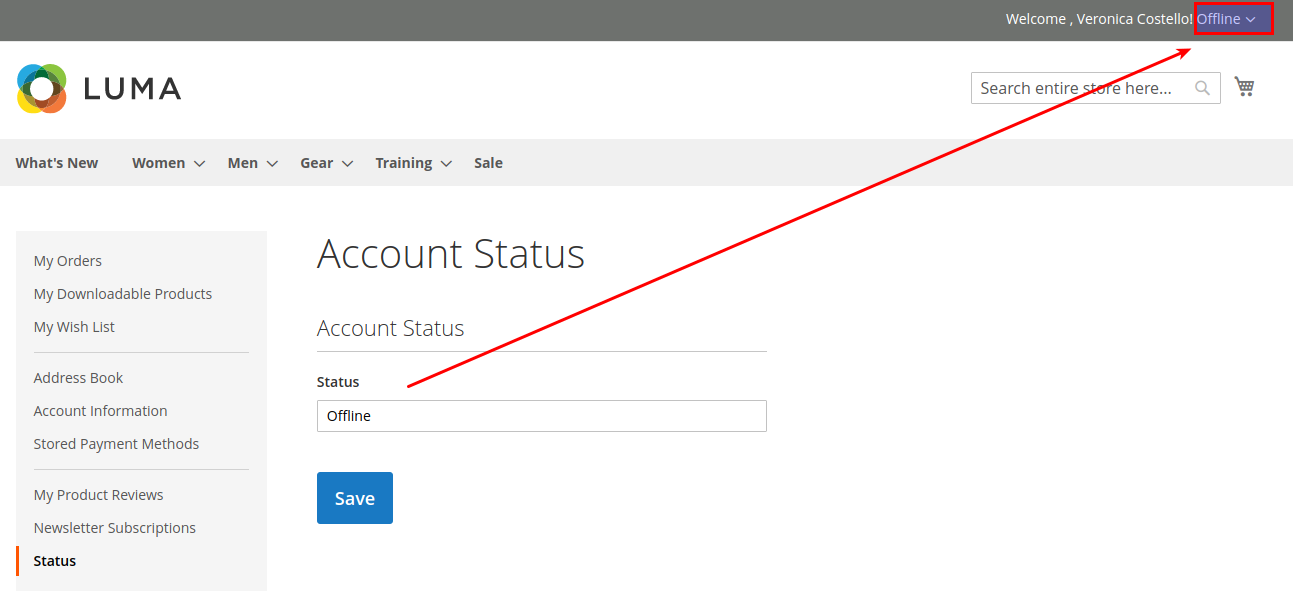 Welcome , Veronica Costello! Offline
LUMA
Search entire store here...
What's New Women Men Gear Training Sale
My Orders
My Downloadable Products
My Wish List
Address Book
Account Information
Stored Payment Methods
My Product Reviews
Newsletter Subscriptions
Status
Account Status
Account Status
Status
Offline
Save